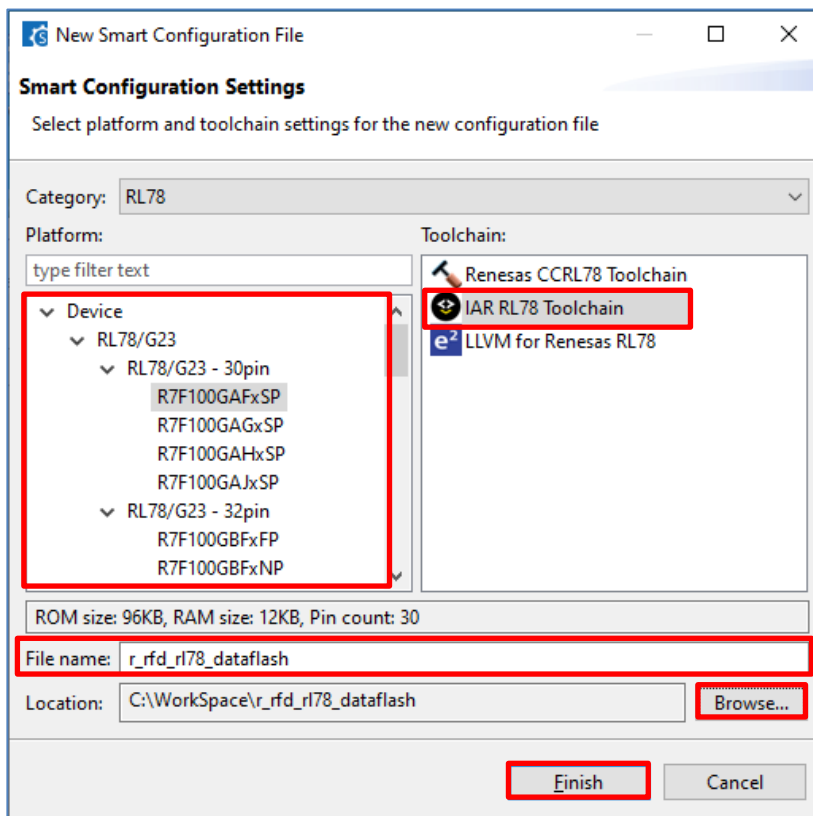 New Smart Configuration File
Smart Configuration Settings
Select platform and toolchain settings for the new configuration file
Category: RL78
Platform:
type filter text
Device
RL78/G23
RL78/G23 - 30pin
R7F100GAFxSP
R7F100GAGxSP
R7F100GAHxSP
R7F100GAJxSP
RL78/G23 - 32pin
R7F100GBFxFP
R7F100GBFxNP
Toolchain:
Renesas CCRL78 Toolchain
IAR RL78 Toolchain
e² LLVM for Renesas RL78
ROM size: 96KB, RAM size: 12KB, Pin count: 30
File name: r_rfd_rl78_dataflash
Location: C:\WorkSpace\r_rfd_rl78_dataflash Browse...
Finish Cancel